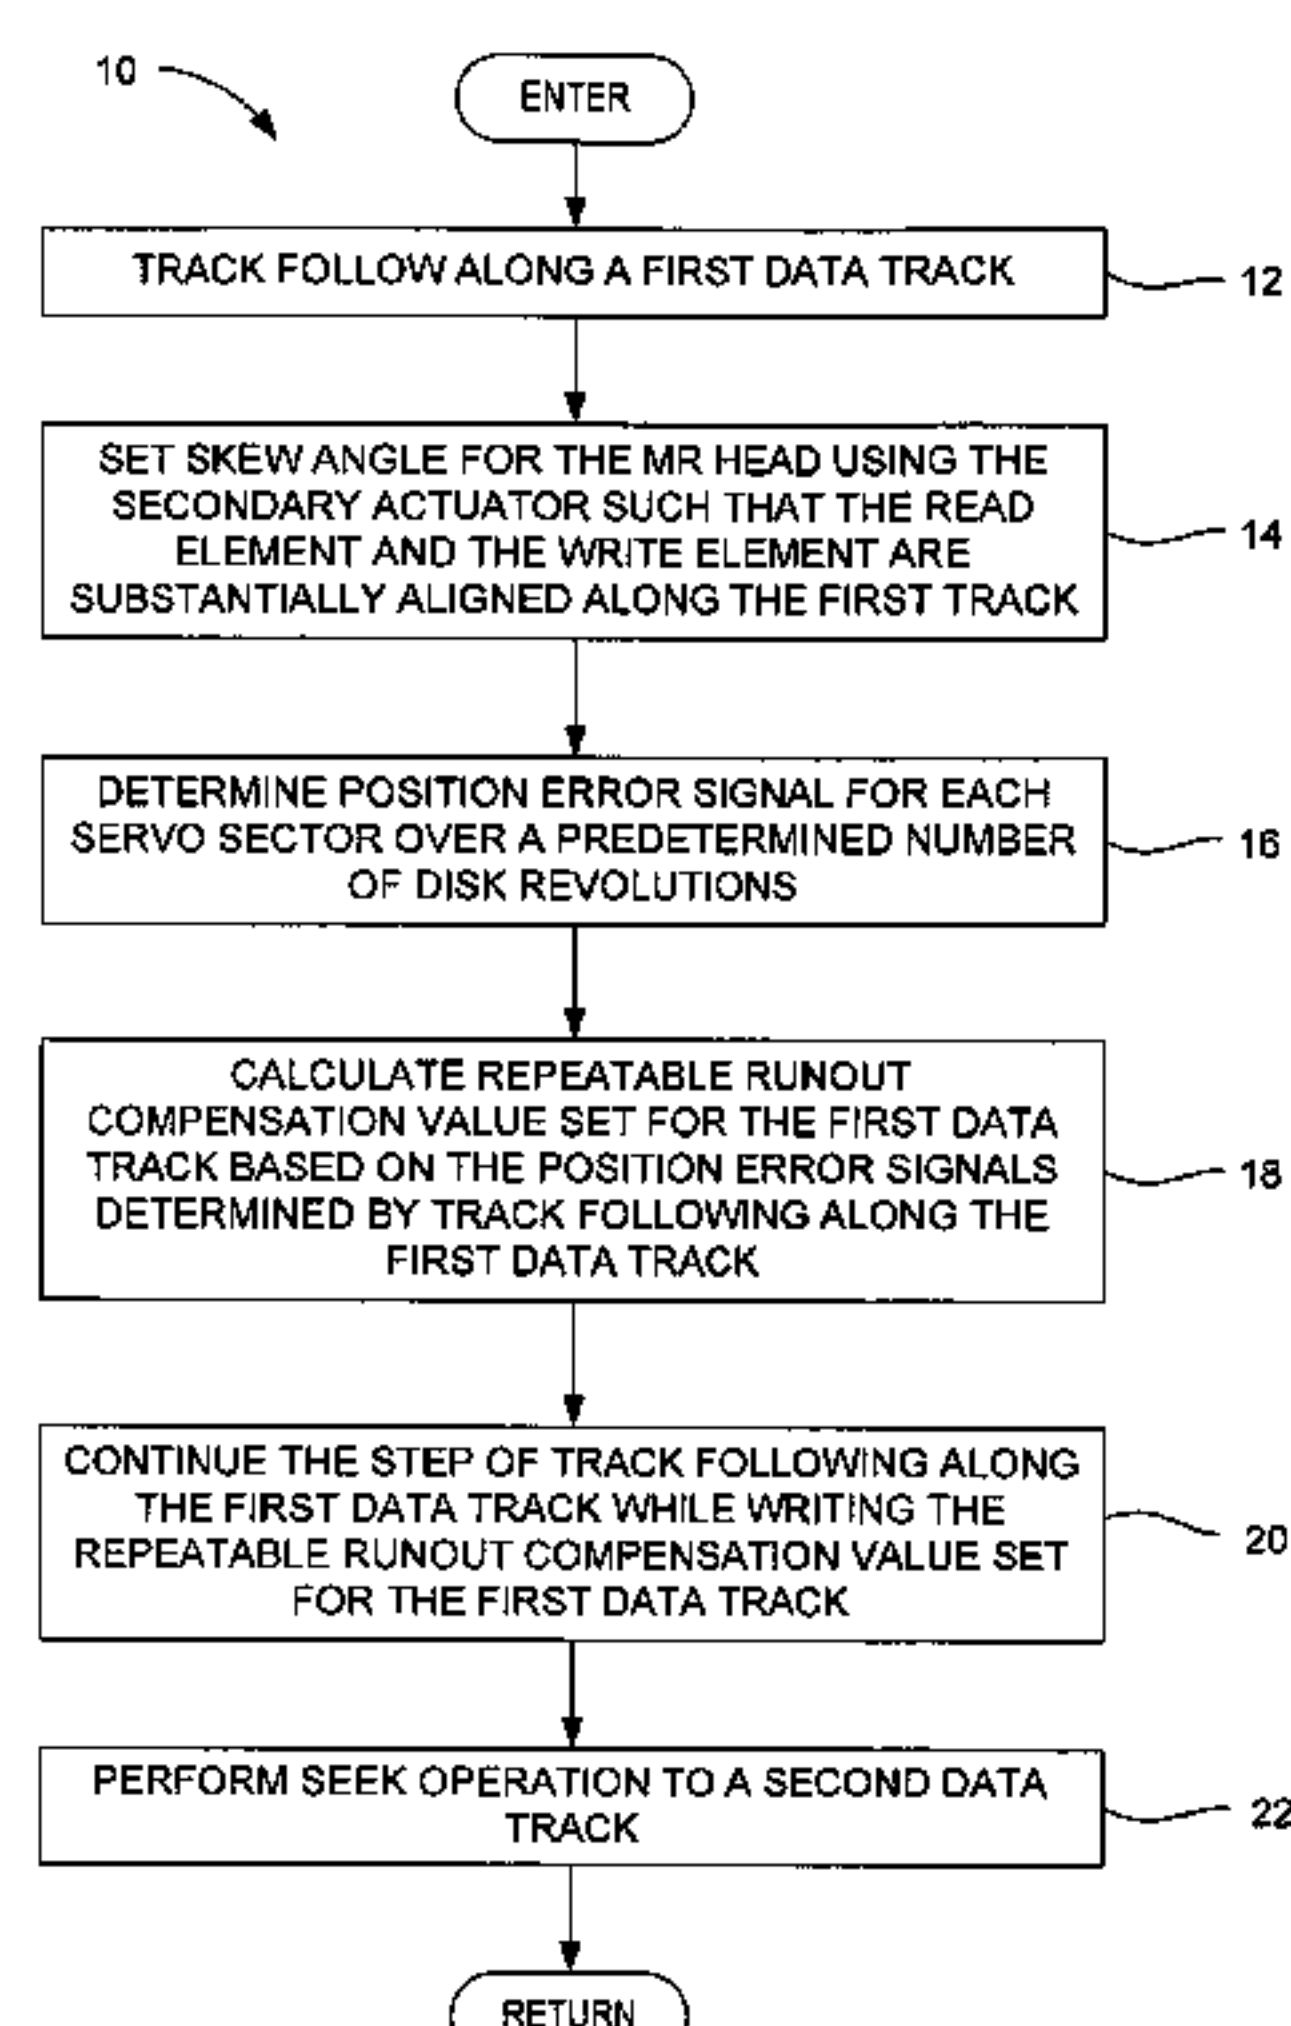 10
ENTER
TRACK FOLLOW ALONG A FIRST DATA TRACK
12
SET SKEW ANGLE FOR THE MR HEAD USING THE
SECONDARY ACTUATOR SUCH THAT THE READ
ELEMENT AND THE WRITE ELEMENT ARE
SUBSTANTIALLY ALIGNED ALONG THE FIRST TRACK
14
DETERMINE POSITION ERROR SIGNAL FOR EACH
SERVO SECTOR OVER A PREDETERMINED NUMBER
OF DISK REVOLUTIONS
16
CALCULATE REPEATABLE RUNOUT
COMPENSATION VALUE SET FOR THE FIRST DATA
TRACK BASED ON THE POSITION ERROR SIGNALS
DETERMINED BY TRACK FOLLOWING ALONG THE
FIRST DATA TRACK
18
CONTINUE THE STEP OF TRACK FOLLOWING ALONG
THE FIRST DATA TRACK WHILE WRITING THE
REPEATABLE RUNOUT COMPENSATION VALUE SET
FOR THE FIRST DATA TRACK
20
PERFORM SEEK OPERATION TO A SECOND DATA
TRACK
22
RETURN